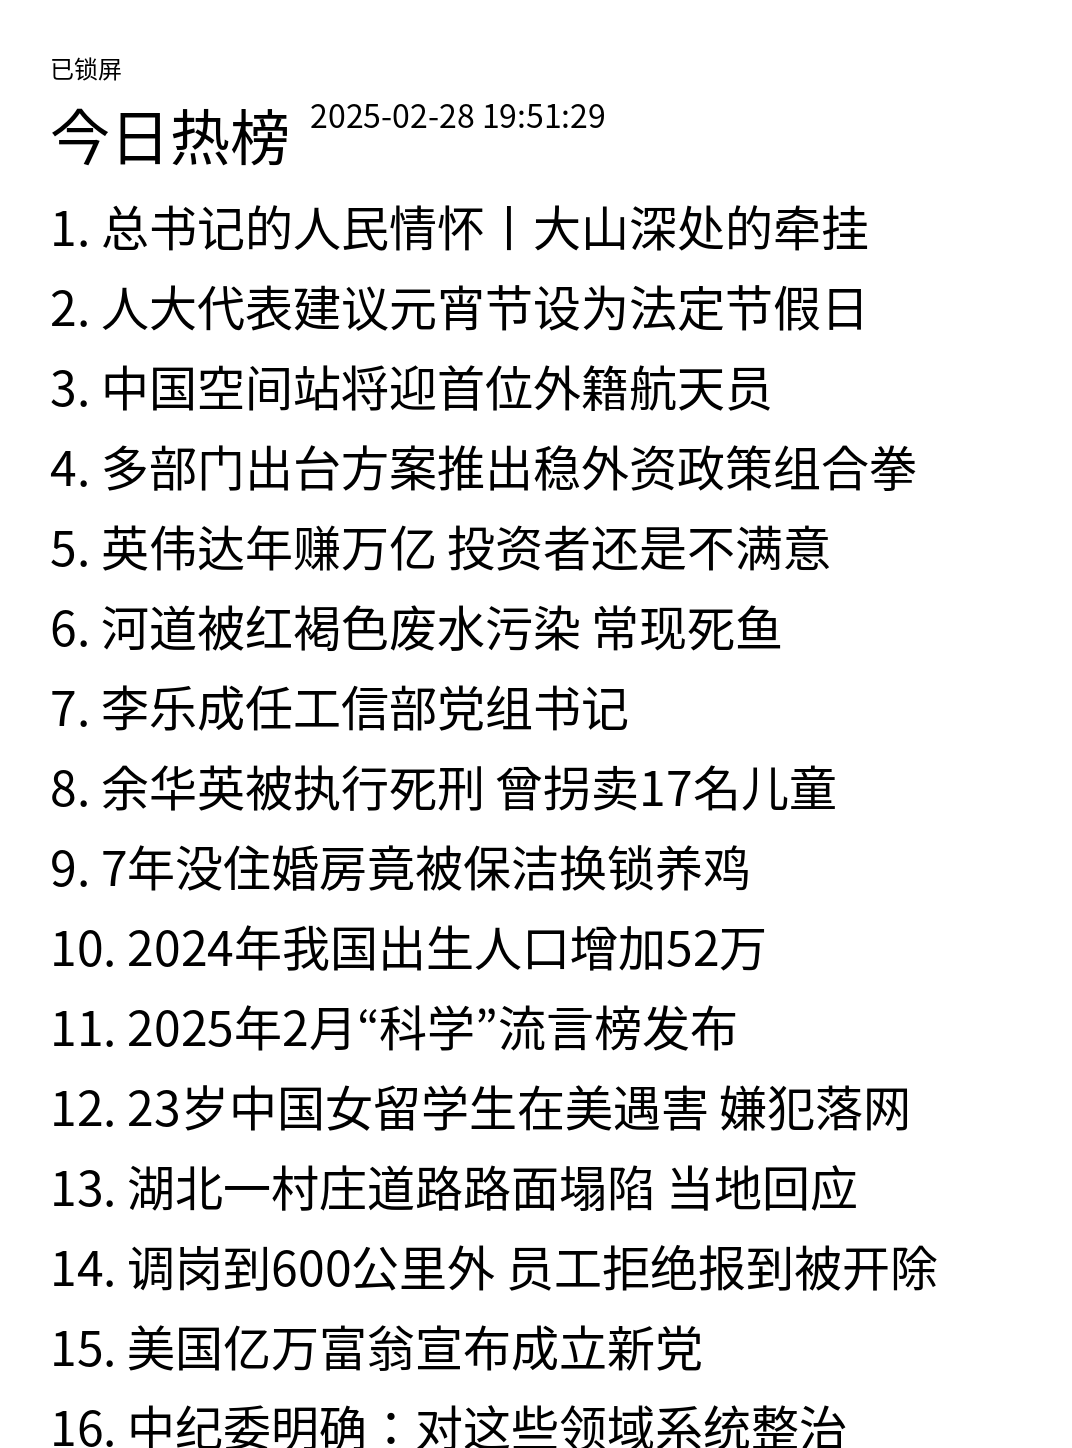 已锁屏
今日热榜 2025-02-28 19:51:29
1. 总书记的人民情怀丨大山深处的牵挂
2. 人大代表建议元宵节设为法定节假日
3. 中国空间站将迎首位外籍航天员
4. 多部门出台方案推出稳外资政策组合拳
5. 英伟达年赚万亿 投资者还是不满意
6. 河道被红褐色废水污染 常现死鱼
7. 李乐成任工信部党组书记
8. 余华英被执行死刑 曾拐卖17名儿童
9. 7年没住婚房竟被保洁换锁养鸡
10. 2024年我国出生人口增加52万
11. 2025年2月“科学”流言榜发布
12. 23岁中国女留学生在美遇害 嫌犯落网
13. 湖北一村庄道路路面塌陷 当地回应
14. 调岗到600公里外 员工拒绝报到被开除
15. 美国亿万富翁宣布成立新党
16. 中纪委明确：对这些领域系统整治